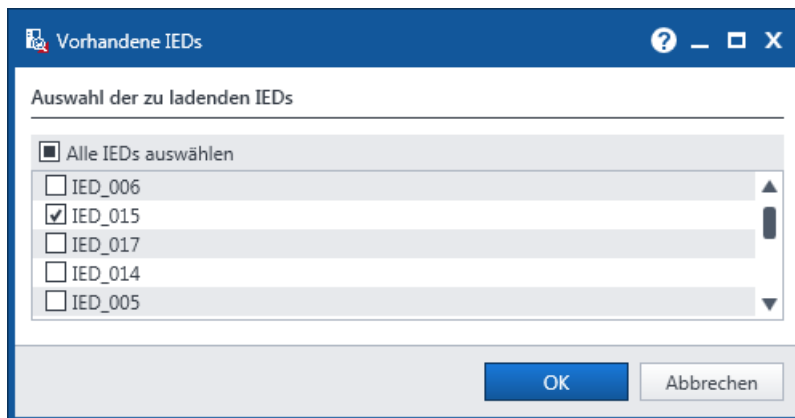 Vorhandene IEDs
Auswahl der zu ladenden IEDs
Alle IEDs auswählen
IED_006
IED_015
IED_017
IED_014
IED_005
OK Abbrechen